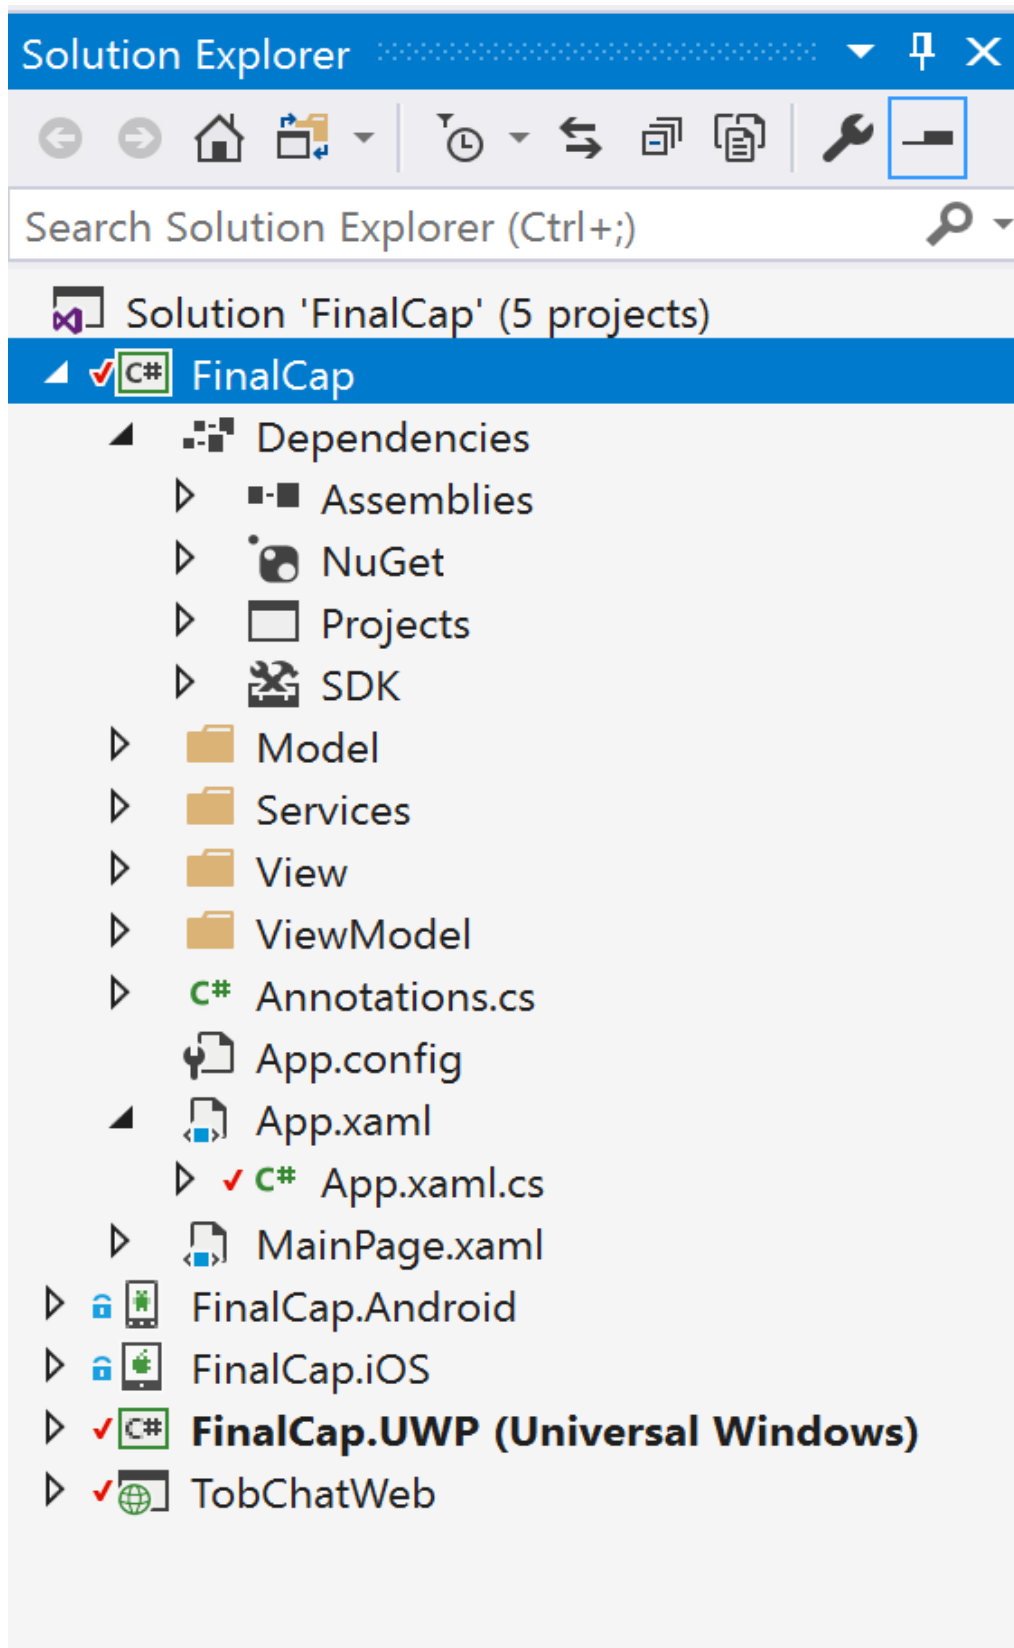 Solution Explorer
Search Solution Explorer (Ctrl+;)
Solution 'FinalCap' (5 projects)
C# FinalCap
Dependencies
Assemblies
NuGet
Projects
SDK
Model
Services
View
ViewModel
C# Annotations.cs
App.config
App.xaml
C# App.xaml.cs
MainPage.xaml
FinalCap.Android
FinalCap.iOS
C# FinalCap.UWP (Universal Windows)
TobChatWeb